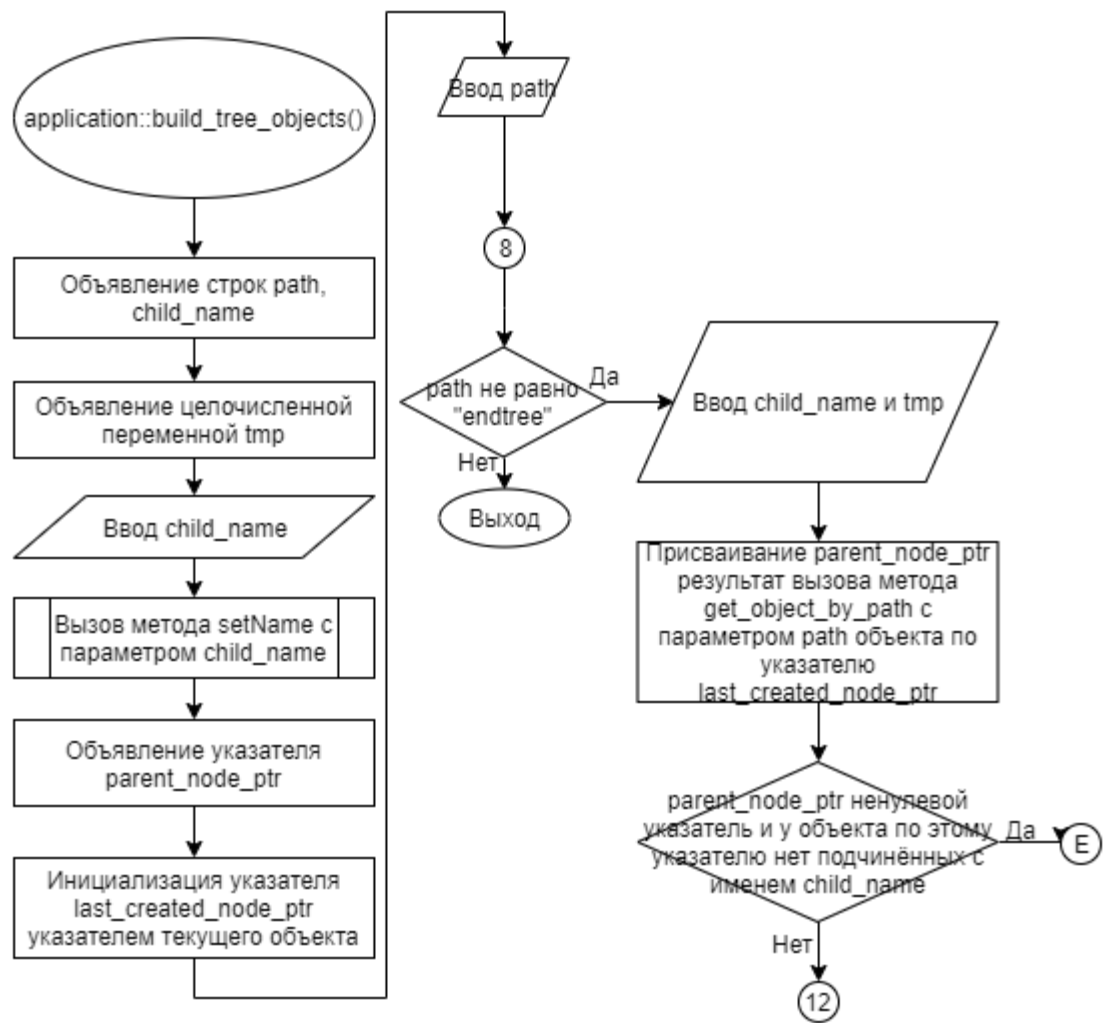 application::build_tree_objects()
Объявление строк path,
child_name
Объявление целочисленной
переменной tmp
Ввод child_name
Вызов метода setName с
параметром child_name
Объявление указателя
parent_node_ptr
Инициализация указателя
last_created_node_ptr
указателем текущего объекта
Ввод path
8
path не равно
"endtree"
Да
Нет
Выход
Ввод child_name и tmp
Присваивание parent_node_ptr
результат вызова метода
get_object_by_path с
параметром path объекта по
указателю
last_created_node_ptr
parent_node_ptr ненулевой
указатель и у объекта по этому
указателю нет подчинённых с
именем child_name
Да
E
Нет
12